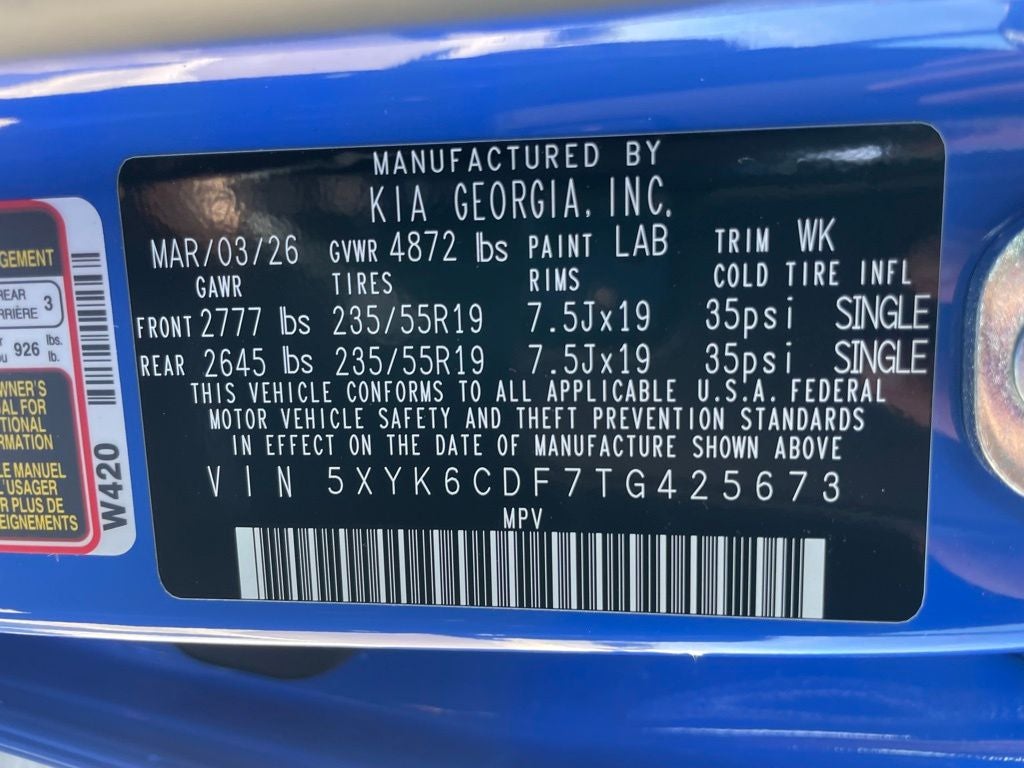 MANUFACTURED BY
KIA GEORGIA, INC.
MAR/03/26 GVWR 4872 lbs PAINT LAB TRIM WK
GAWR TIRES RIMS COLD TIRE INFL
FRONT 2777 lbs 235/55R19 7.5Jx19 35psi SINGLE
REAR 2645 lbs 235/55R19 7.5Jx19 35psi SINGLE
THIS VEHICLE CONFORMS TO ALL APPLICABLE U.S.A. FEDERAL
MOTOR VEHICLE SAFETY AND THEFT PREVENTION STANDARDS
IN EFFECT ON THE DATE OF MANUFACTURE SHOWN ABOVE
VIN 5XYK6CDF7TG425673
MPV
GEMENT
REAR
RRIÈRE 3
926 lbs.
lb.
WNER'S
FOR
TIONAL
RMATION
LE MANUEL
L'USAGER
R PLUS DE
EIGNEMENTS
W420